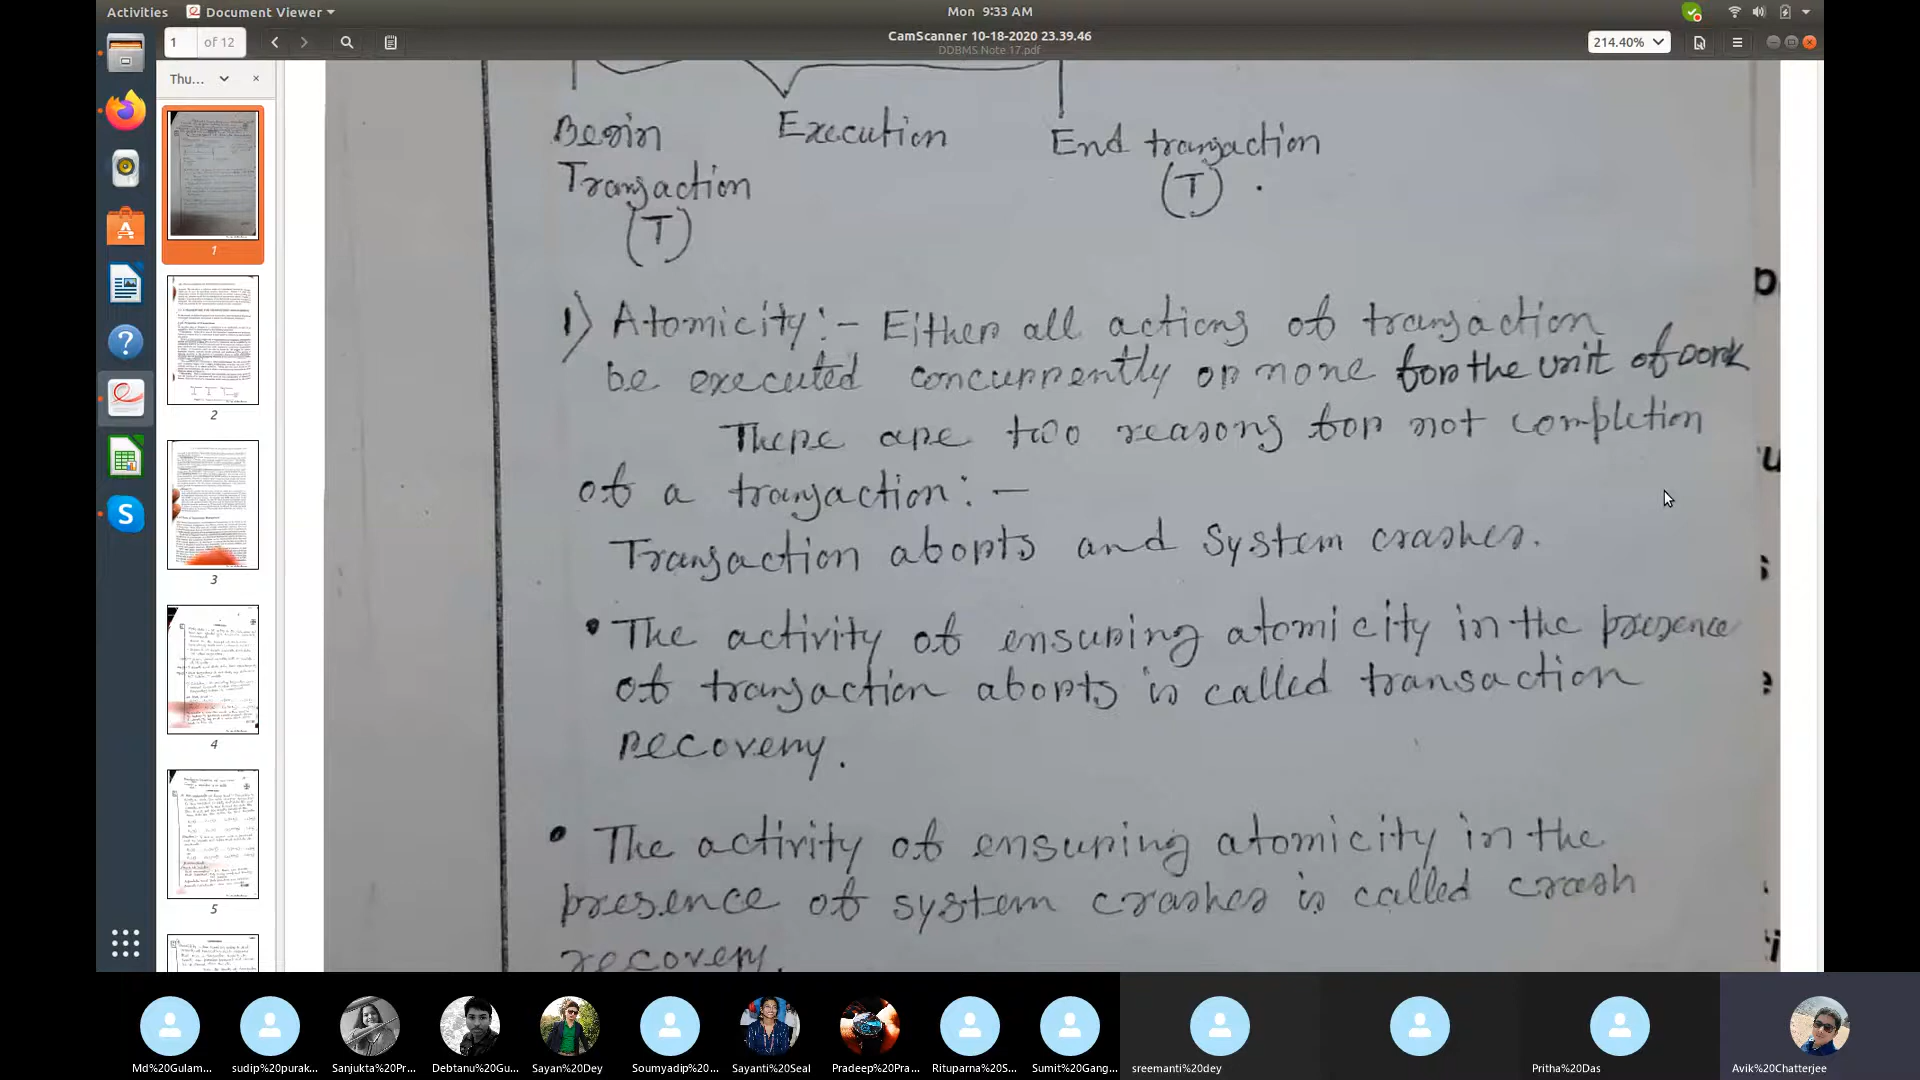 Activities
Document Viewer
Mon 9:33 AM
1 of 12
CamScanner 10-18-2020 23.39.46
DDBMS Note 17.pdf
214.40%
Thu...
1
2
3
4
5
Begin
Transaction
(T)
Execution
End transaction
(T) .
1) Atomicity:- Either all actions of transaction
be executed concurrently or none for the unit of work
There are two reasons for not completion
of a transaction: -
Transaction aborts and System crashes.
• The activity of ensuring atomicity in the presence
of transaction aborts is called transaction
recovery.
• The activity of ensuring atomicity in the
presence of system crashes is called crash
recovery.
Md%20Gulam...
sudip%20purak...
Sanjukta%20Pr...
Debtanu%20Gu...
Sayan%20Dey
Soumyadip%20...
Sayanti%20Seal
Pradeep%20Pra...
Rituparna%20S...
Sumit%20Gang...
sreemanti%20dey
Pritha%20Das
Avik%20Chatterjee